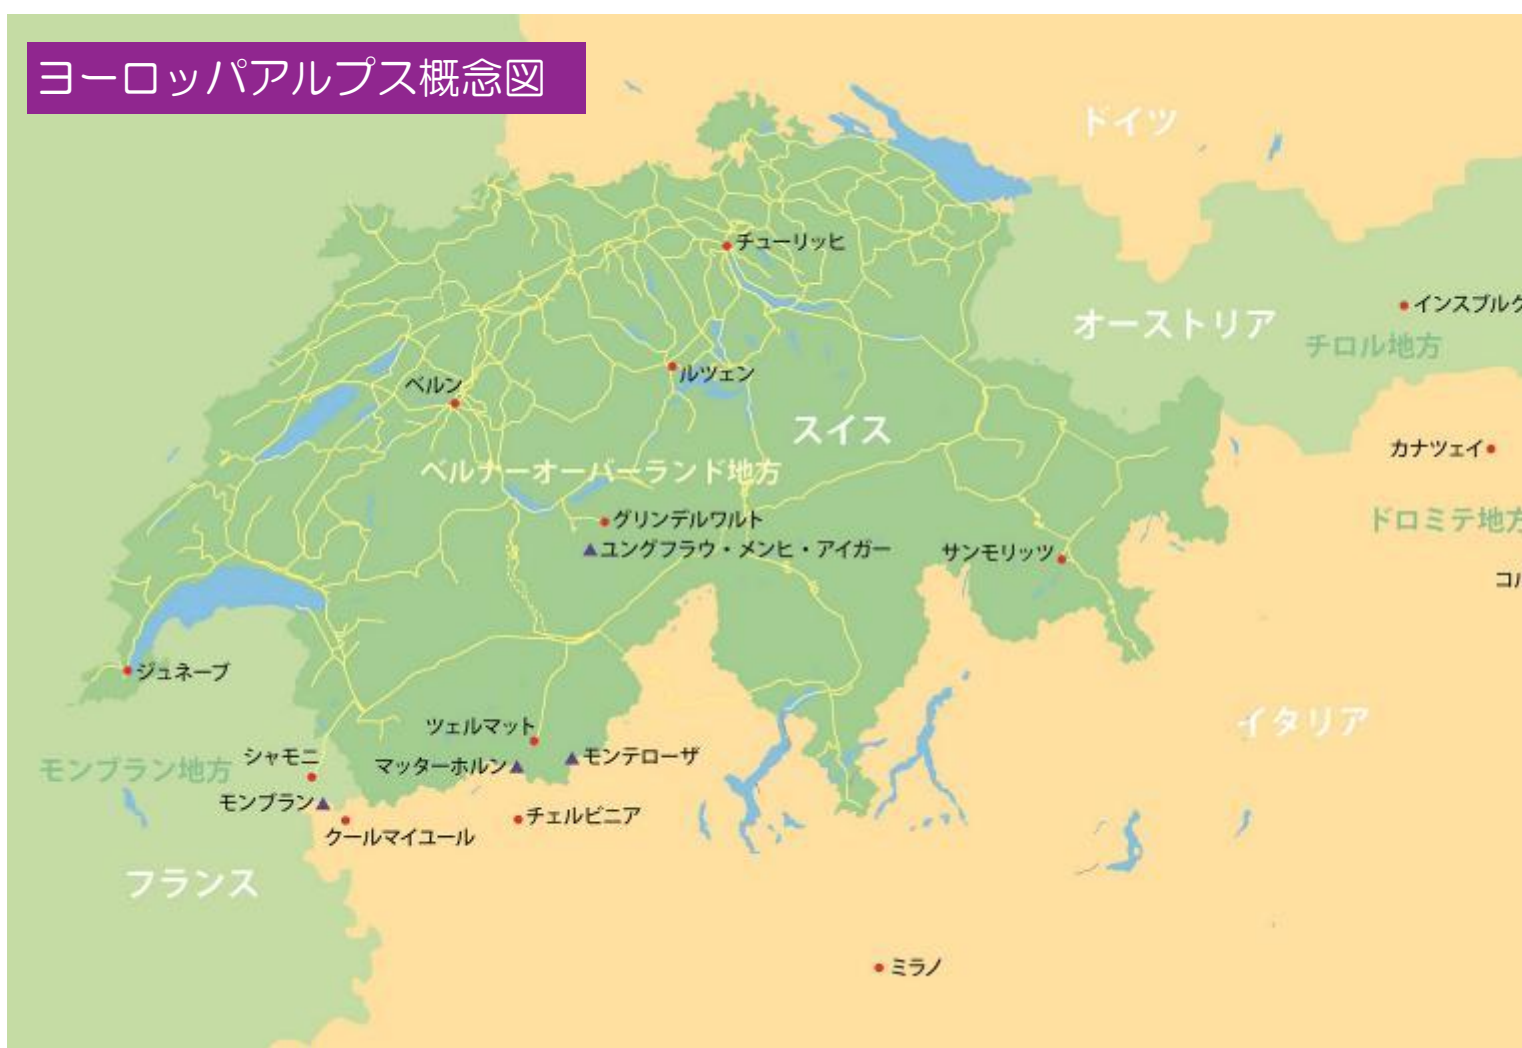 ヨーロッパアルプス概念図
ドイツ
チューリッヒ
インスブルク
オーストリア
チロル地方
ルツェン
ベルン
スイス
カナツェイ
ベルナーオーバーランド地方
グリンデルワルト
ドロミテ地方
ユングフラウ・メンヒ・アイガー
サンモリッツ
コル
ジュネーブ
イタリア
ツェルマット
シャモニ
モンテローザ
モンブラン地方
マッターホルン
モンブラン
チェルビニア
クールマイユール
フランス
ミラノ